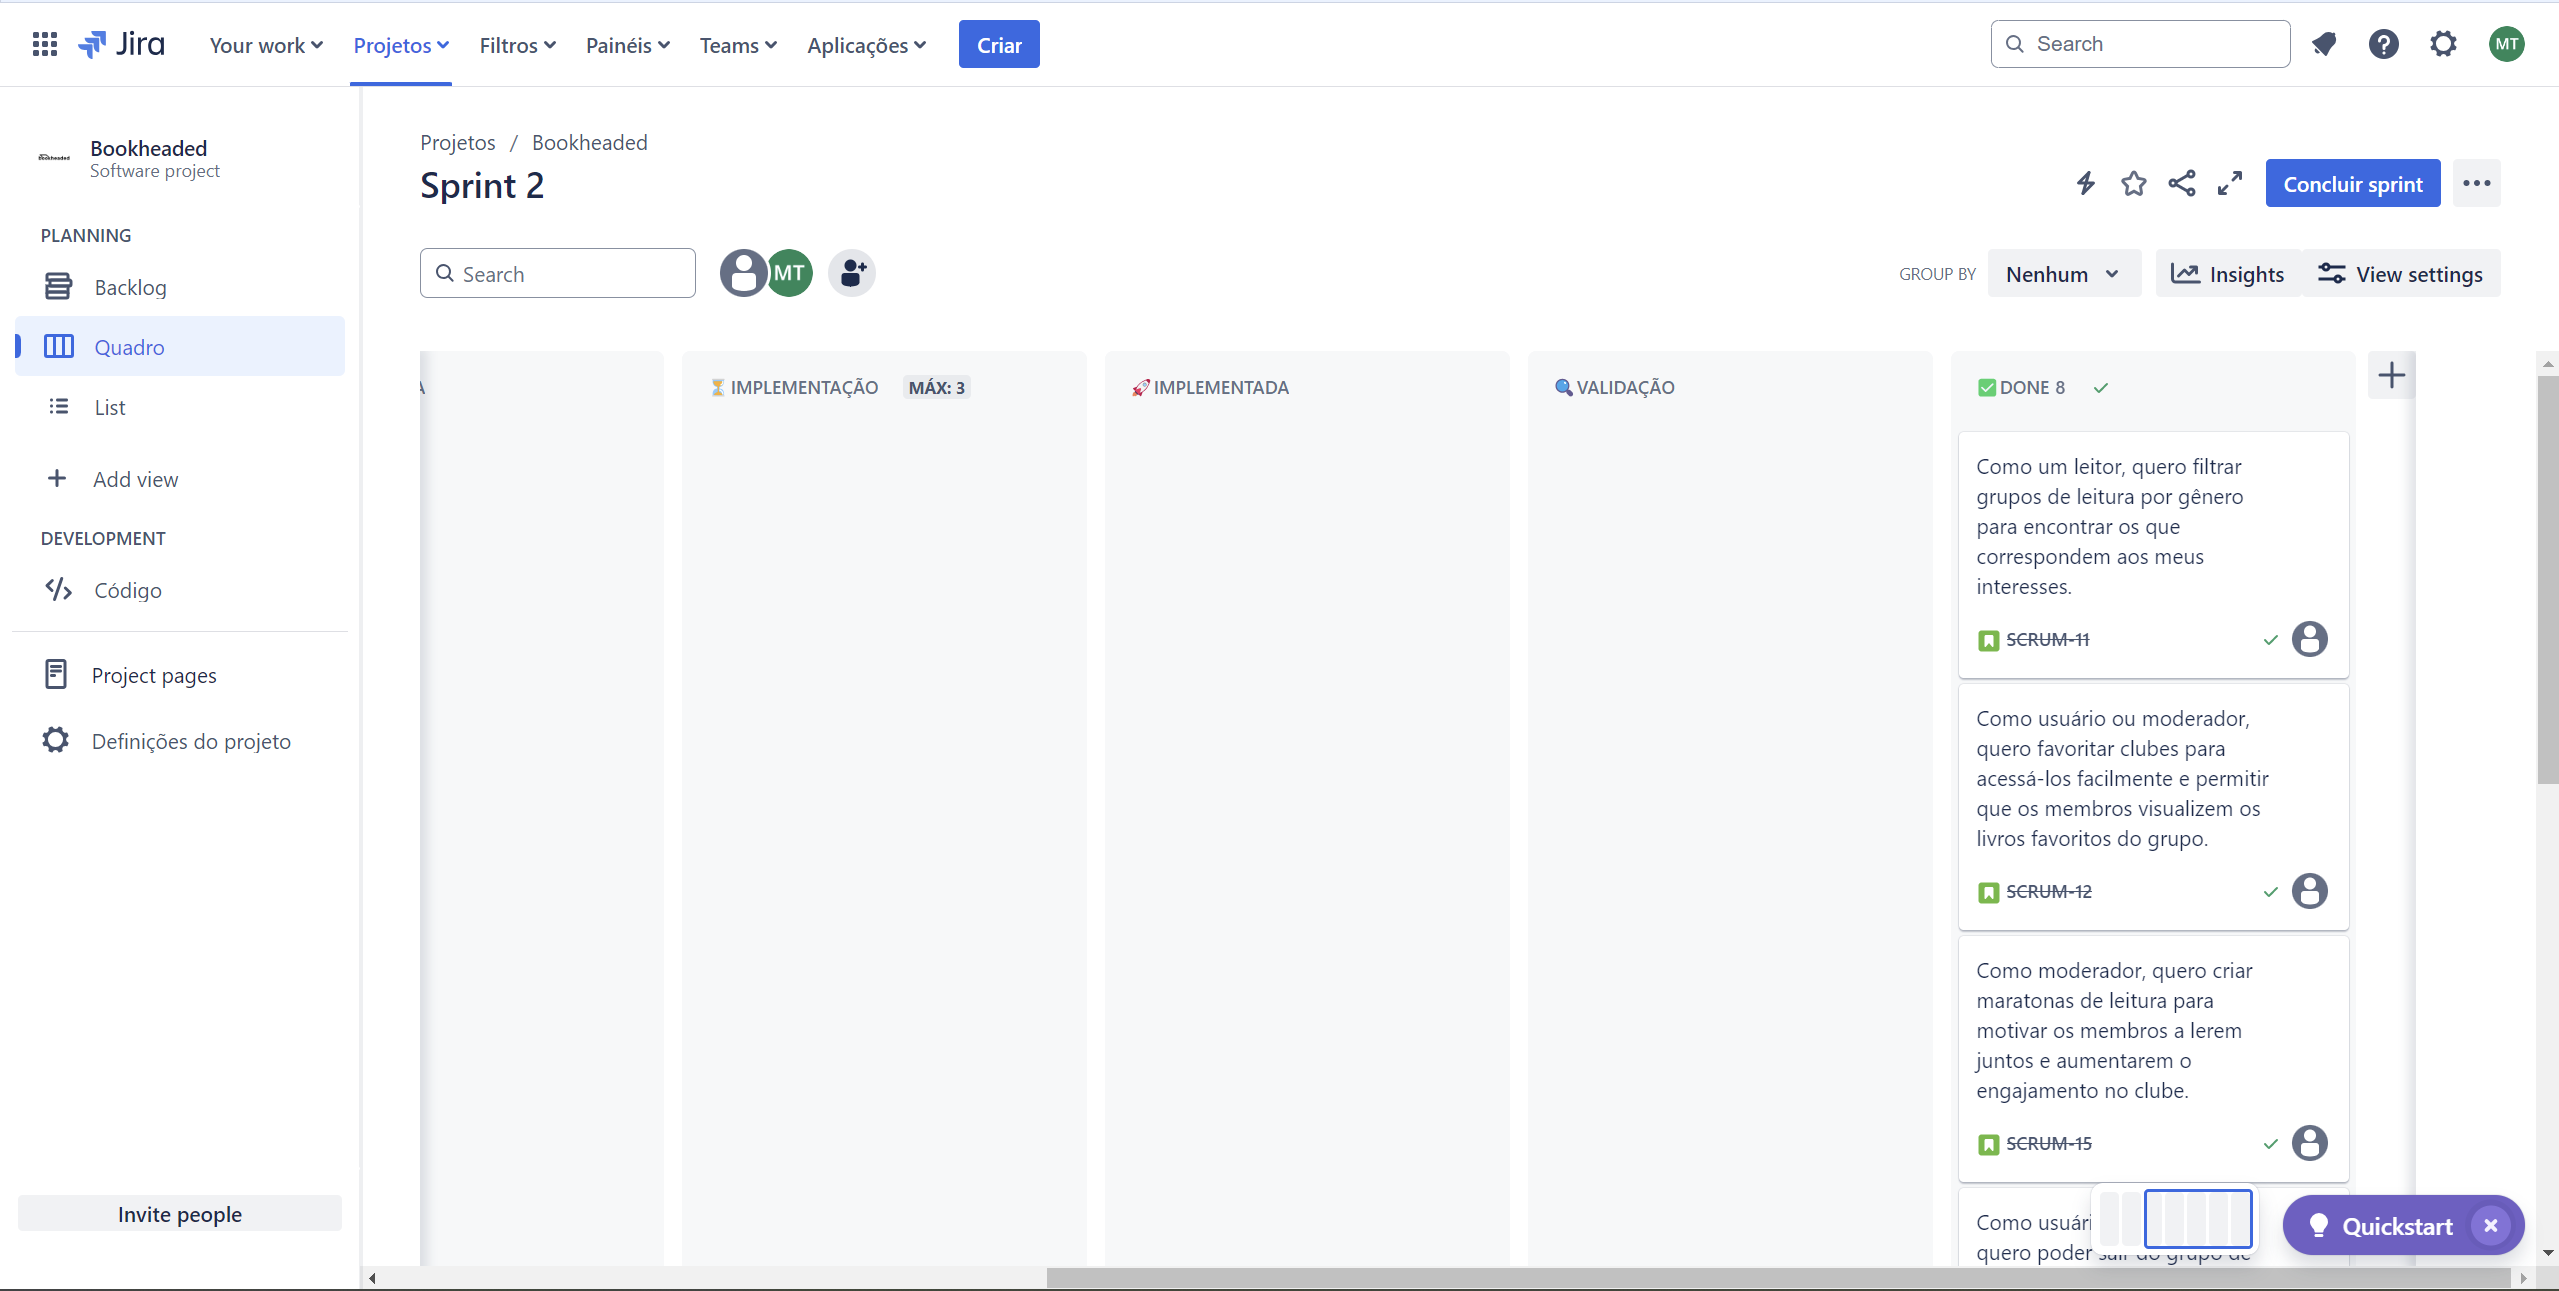 Jira
Your work
Projetos
Filtros
Painéis
Teams
Aplicações
Criar
Search
MT
Bookheaded
Software project
PLANNING
Backlog
Quadro
List
Add view
DEVELOPMENT
Código
Project pages
Definições do projeto
Invite people
Projetos / Bookheaded
Sprint 2
Concluir sprint
Search
MT
GROUP BY
Nenhum
Insights
View settings
IMPLEMENTAÇÃO MÁX: 3
IMPLEMENTADA
VALIDAÇÃO
DONE 8
Como um leitor, quero filtrar
grupos de leitura por gênero
para encontrar os que
correspondem aos meus
interesses.
SCRUM-11
Como usuário ou moderador,
quero favoritar clubes para
acessá-los facilmente e permitir
que os membros visualizem os
livros favoritos do grupo.
SCRUM-12
Como moderador, quero criar
maratonas de leitura para
motivar os membros a lerem
juntos e aumentarem o
engajamento no clube.
SCRUM-15
Como usuári
quero poder sair do grupo de
Quickstart